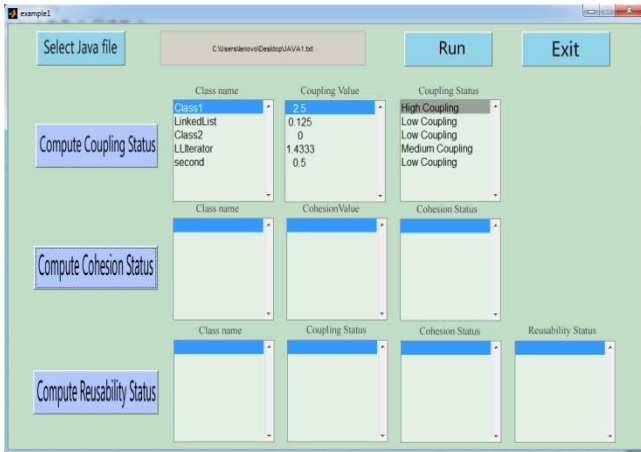 example1
Select Java file
C:\Users\lenovo\Desktop\JAVA1.txt
Run
Exit
Class name
Coupling Value
Coupling Status
Compute Coupling Status
Class1
2.5
High Coupling
LinkedList
0.125
Low Coupling
Class2
0
Low Coupling
LLIterator
1.4333
Medium Coupling
second
0.5
Low Coupling
Class name
CohesionValue
Cohesion Status
Compute Cohesion Status
Class name
Coupling Status
Cohesion Status
Reusability Status
Compute Reusability Status